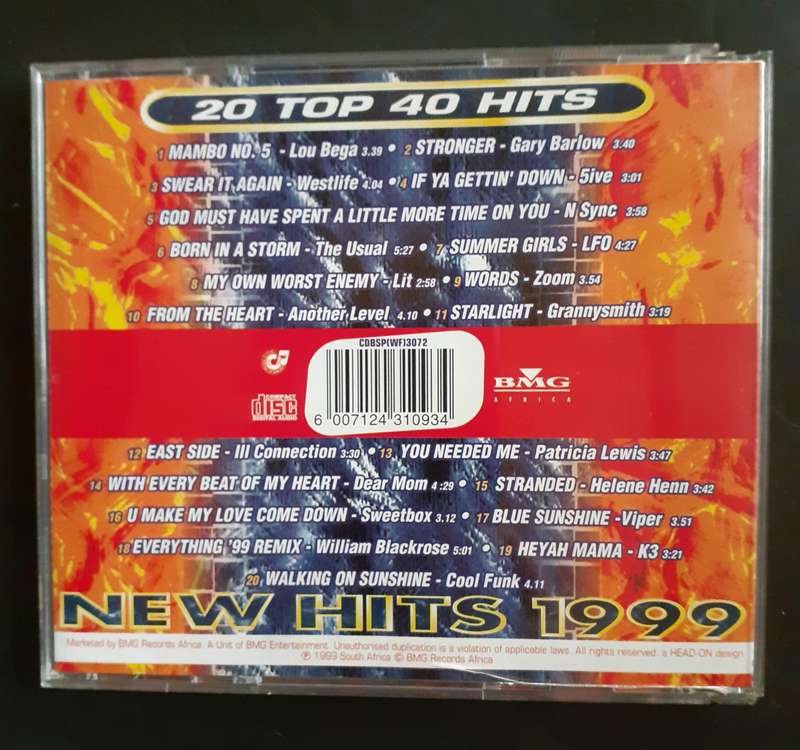 20 TOP 40 HITS
1 MAMBO NO. 5 - Lou Bega 3.39 • 2 STRONGER - Gary Barlow 3:40
3 SWEAR IT AGAIN - Westlife 4.04 • 4 IF YA GETTIN' DOWN - 5ive 3:01
5 GOD MUST HAVE SPENT A LITTLE MORE TIME ON YOU - N Sync 3:58
6 BORN IN A STORM - The Usual 5:27 • 7 SUMMER GIRLS - LFO 4:27
8 MY OWN WORST ENEMY - Lit 2:58 • 9 WORDS - Zoom 3.54
10 FROM THE HEART - Another Level 4.10 • 11 STARLIGHT - Grannysmith 3:19
CDBSP(WF)3072
COMPACT
disc
DIGITAL AUDIO
6 007124 310934
BMG
AFRICA
12 EAST SIDE - Ill Connection 3:30 • 13 YOU NEEDED ME - Patricia Lewis 3:47
14 WITH EVERY BEAT OF MY HEART - Dear Mom 4:29 • 15 STRANDED - Helene Henn 3:42
16 U MAKE MY LOVE COME DOWN - Sweetbox 3.12 • 17 BLUE SUNSHINE -Viper 3.51
18 EVERYTHING '99 REMIX - William Blackrose 5:01 • 19 HEYAH MAMA - K3 3:21
20 WALKING ON SUNSHINE - Cool Funk 4.11
NEW HITS 1999
Marketed by BMG Records Africa. A Unit of BMG Entertainment. Unauthorised duplication is a violation of applicable laws. All rights reserved. a HEAD-ON design
℗ 1999 South Africa © BMG Records Africa